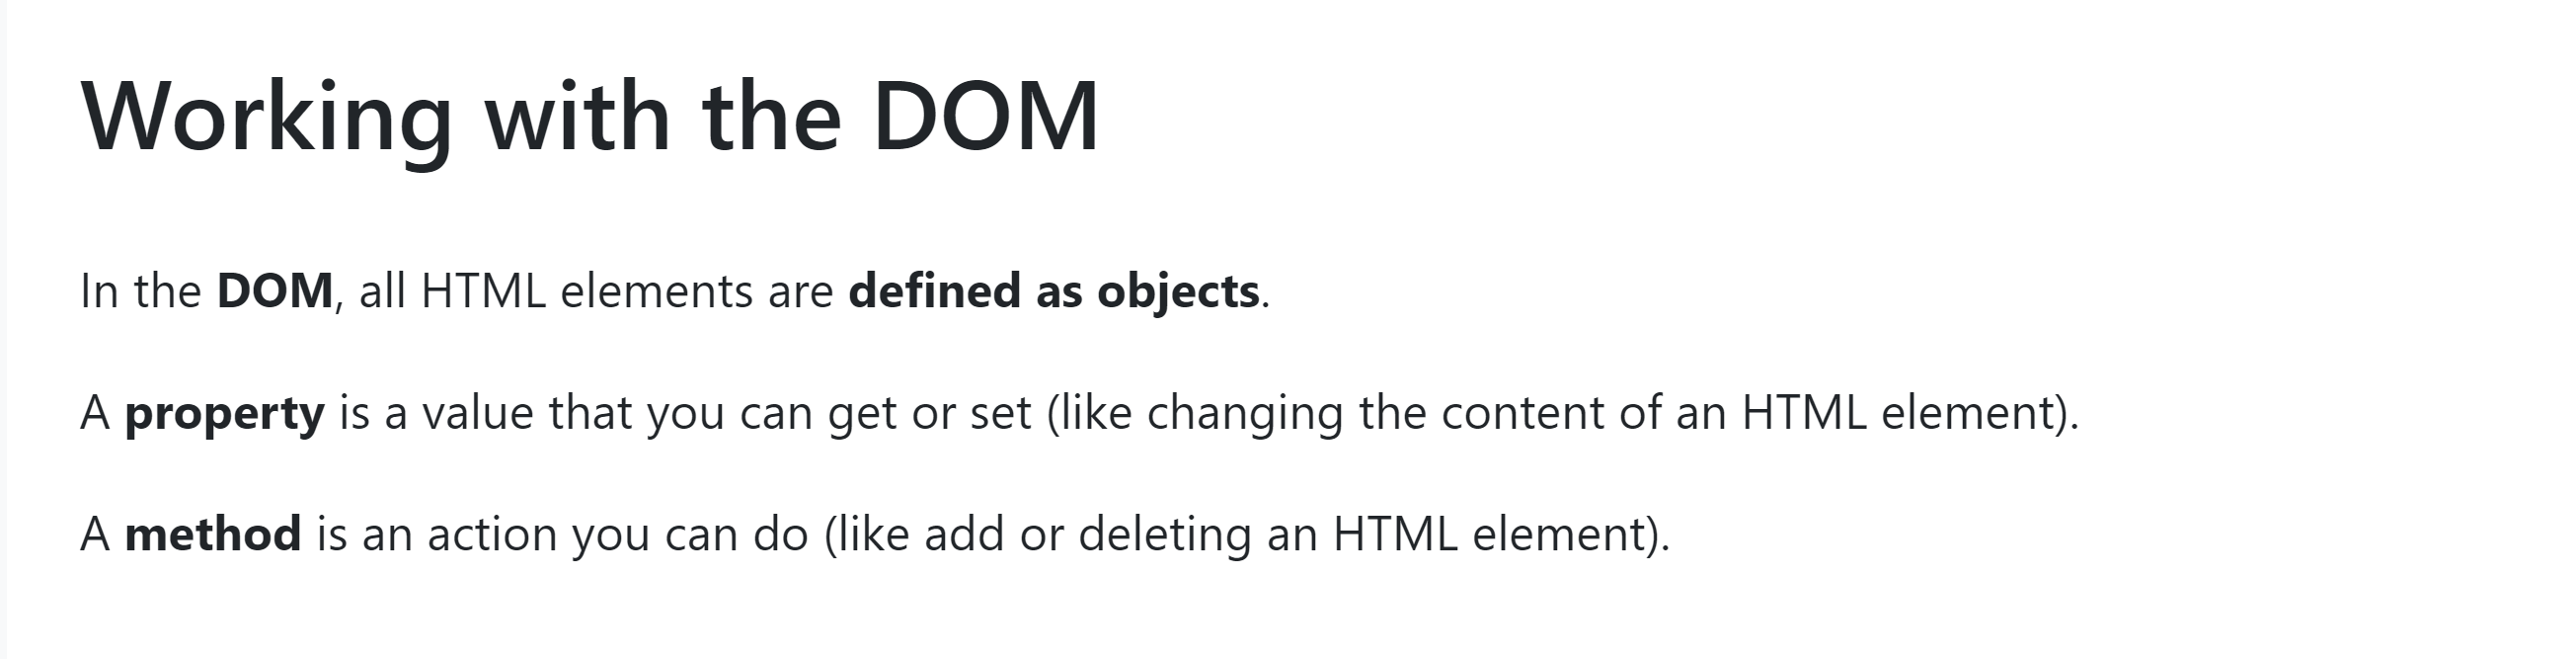 Working with the DOM
In the DOM, all HTML elements are defined as objects.
A property is a value that you can get or set (like changing the content of an HTML element).
A method is an action you can do (like add or deleting an HTML element).